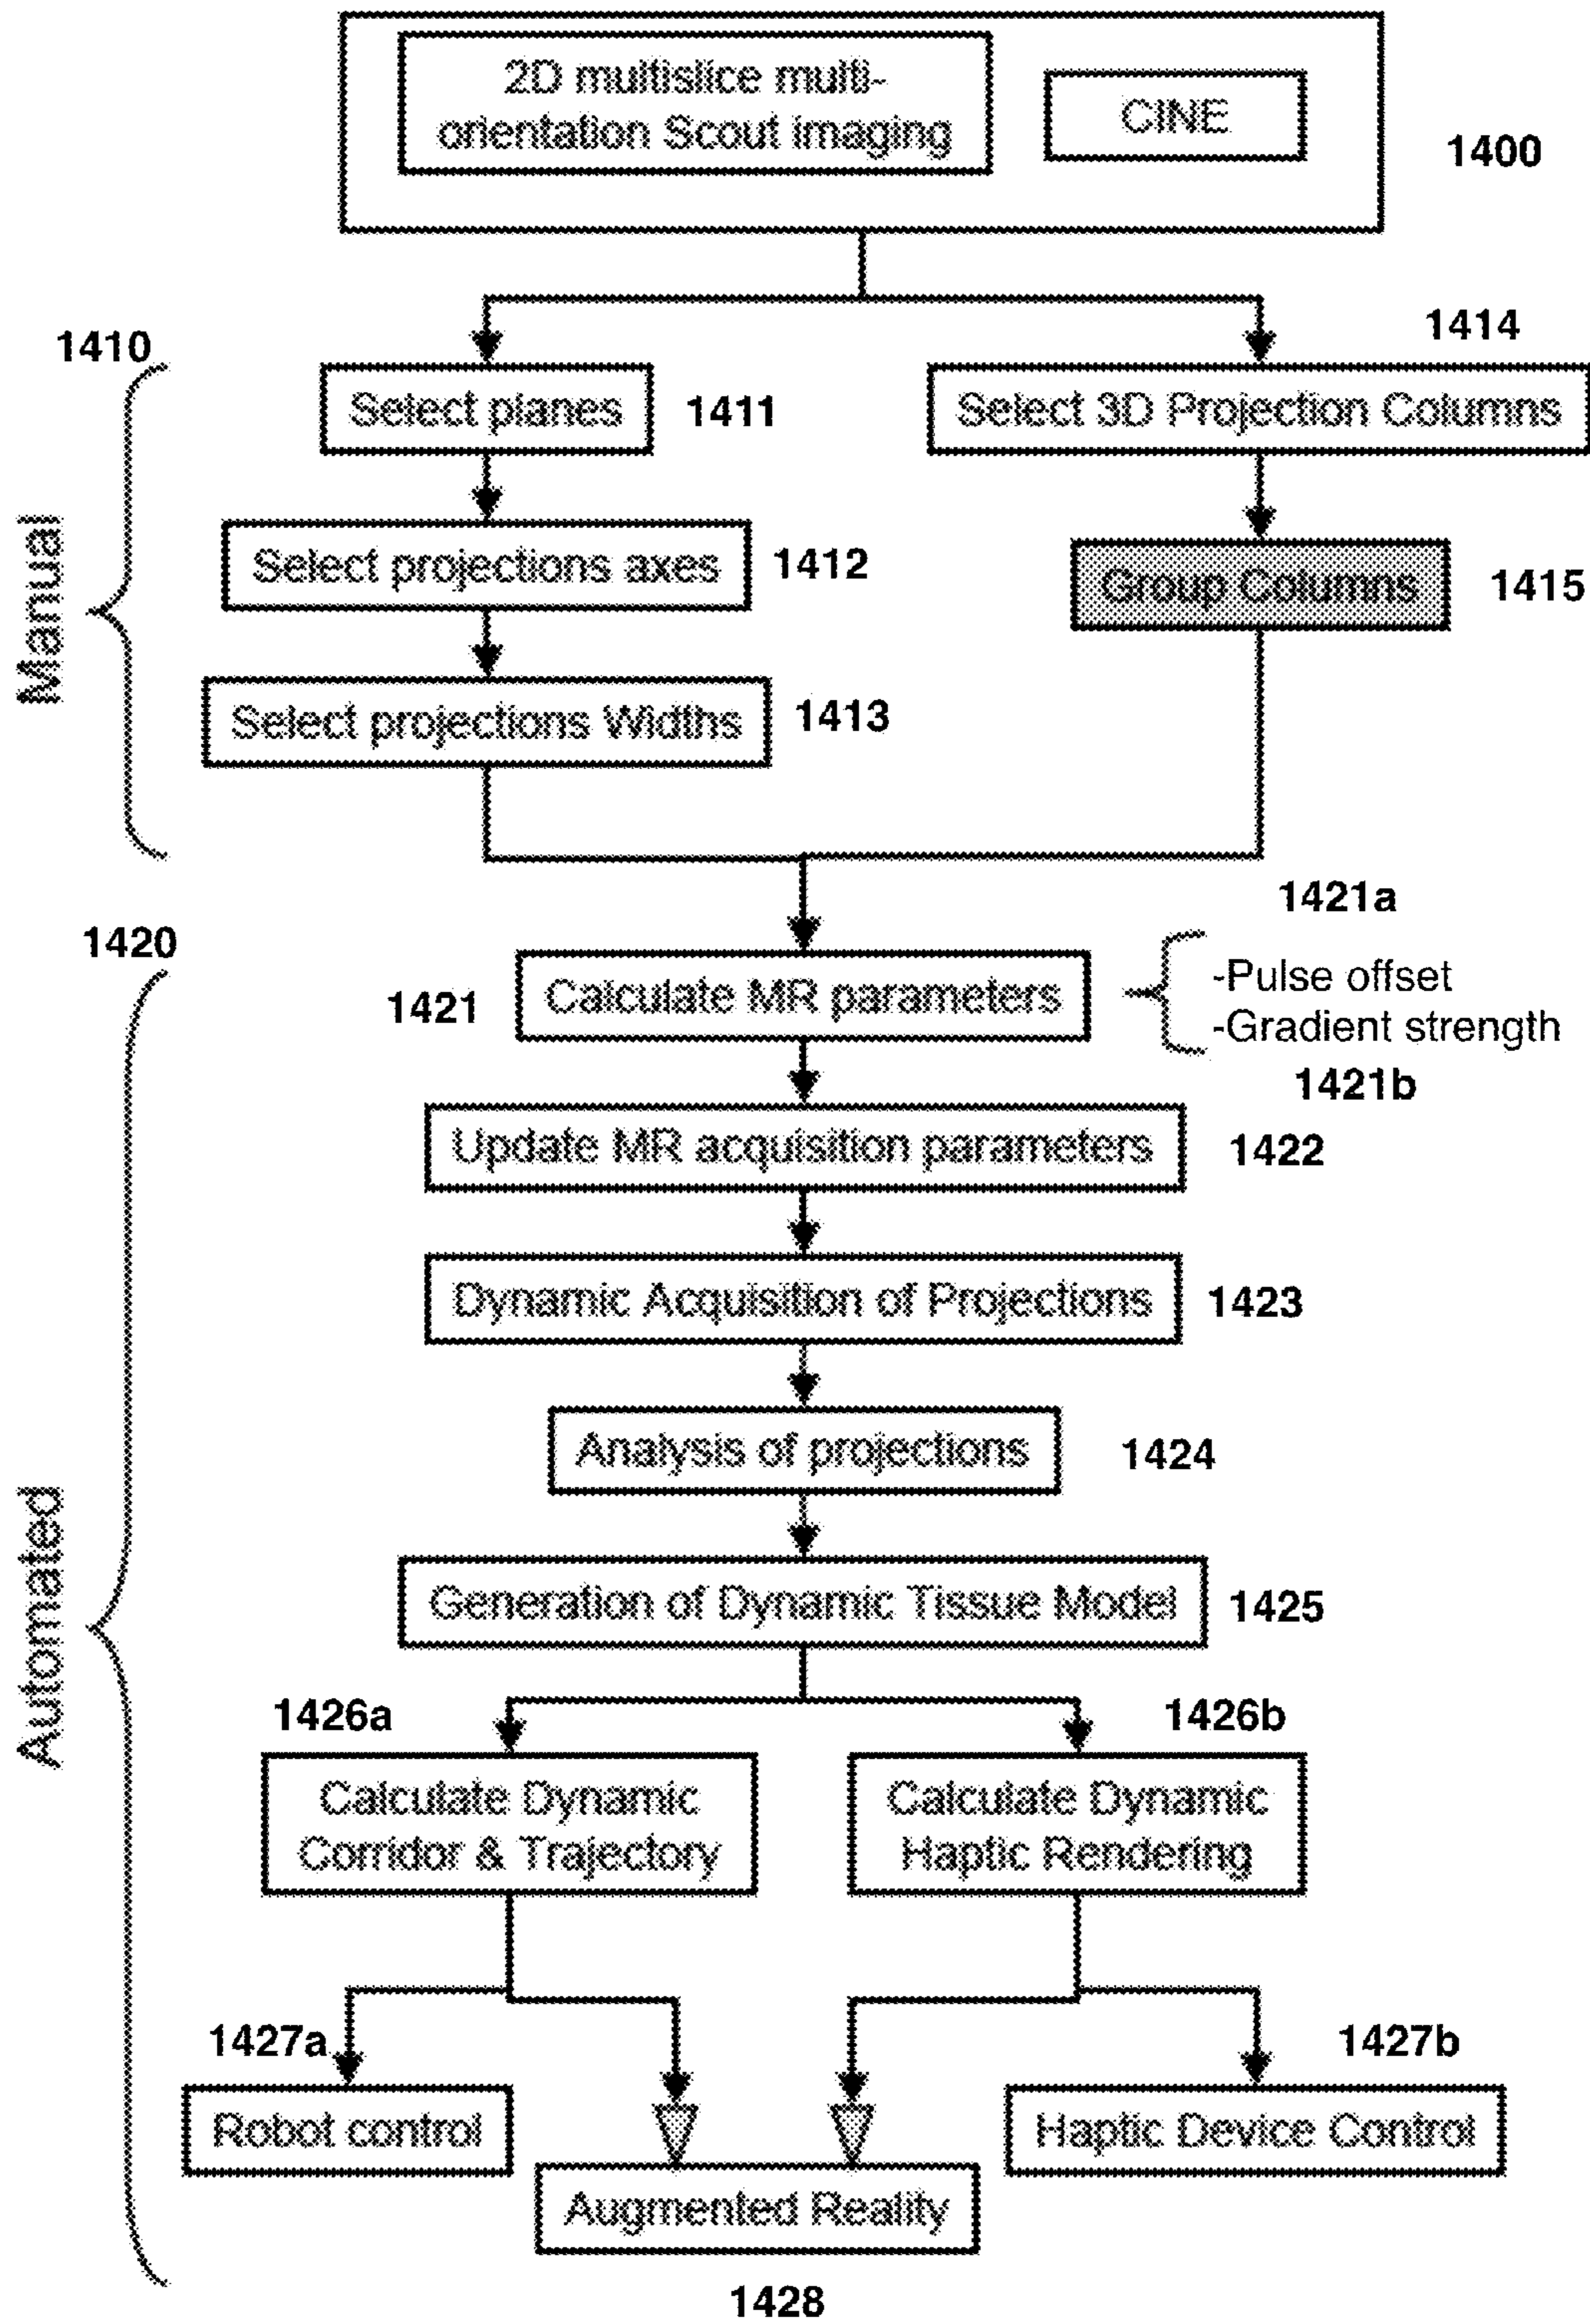 2D multislice multi-
orientation Scout imaging
CINE
1400
1410
1414
Select planes
1411
Select 3D Projection Columns
Manual
Select projections axes
1412
Group Columns
1415
Select projections Widths
1413
1421a
1420
1421
Calculate MR parameters
-Pulse offset
-Gradient strength
1421b
Update MR acquisition parameters
1422
Dynamic Acquisition of Projections
1423
Analysis of projections
1424
Automated
Generation of Dynamic Tissue Model
1425
1426a
1426b
Calculate Dynamic
Corridor & Trajectory
Calculate Dynamic
Haptic Rendering
1427a
1427b
Robot control
Haptic Device Control
Augmented Reality
1428